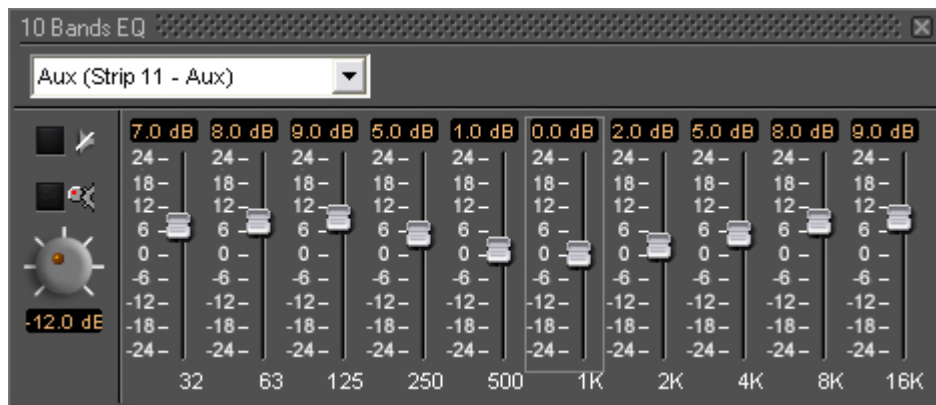 10 Bands EQ
Aux (Strip 11 - Aux)
7.0 dB 8.0 dB 9.0 dB 5.0 dB 1.0 dB 0.0 dB 2.0 dB 5.0 dB 8.0 dB 9.0 dB
24 24 24 24 24 24 24 24 24 24
18 18 18 18 18 18 18 18 18 18
12 12 12 12 12 12 12 12 12 12
6 6 6 6 6 6 6 6 6 6
0 0 0 0 0 0 0 0 0 0
-6 -6 -6 -6 -6 -6 -6 -6 -6 -6
-12 -12 -12 -12 -12 -12 -12 -12 -12 -12
-12.0 dB
-18 -18 -18 -18 -18 -18 -18 -18 -18 -18
-24 -24 -24 -24 -24 -24 -24 -24 -24 -24
32 63 125 250 500 1K 2K 4K 8K 16K